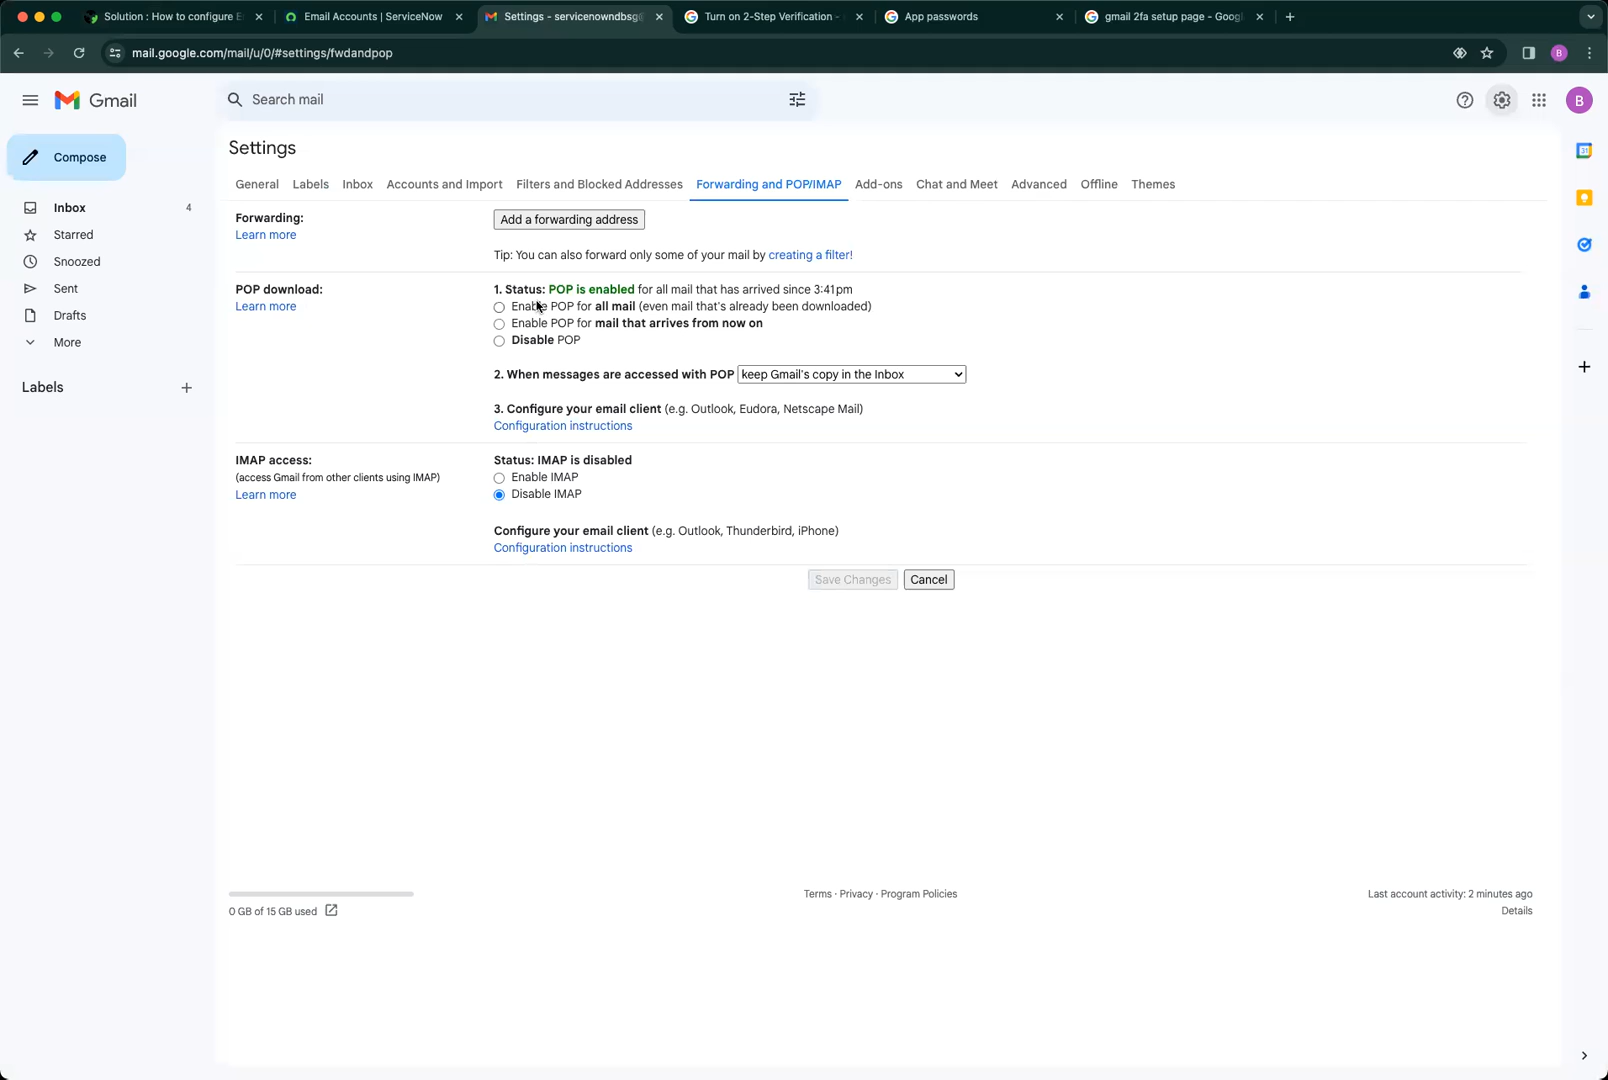 Solution : How to configure E
Email Accounts | ServiceNow
Settings - servicenowndbsg@
Turn on 2-Step Verification -
App passwords
gmail 2fa setup page - Googl
mail.google.com/mail/u/0/#settings/fwdandpop
B
Gmail
Search mail
B
Compose
Settings
General Labels Inbox Accounts and Import Filters and Blocked Addresses Forwarding and POP/IMAP Add-ons Chat and Meet Advanced Offline Themes
Inbox 4
Starred
Snoozed
Sent
Drafts
More
Labels
Forwarding:
Learn more
Add a forwarding address
Tip: You can also forward only some of your mail by creating a filter!
POP download:
Learn more
1. Status: POP is enabled for all mail that has arrived since 3:41pm
Enable POP for all mail (even mail that's already been downloaded)
Enable POP for mail that arrives from now on
Disable POP
2. When messages are accessed with POP keep Gmail's copy in the Inbox
3. Configure your email client (e.g. Outlook, Eudora, Netscape Mail)
Configuration instructions
IMAP access:
(access Gmail from other clients using IMAP)
Learn more
Status: IMAP is disabled
Enable IMAP
Disable IMAP
Configure your email client (e.g. Outlook, Thunderbird, iPhone)
Configuration instructions
Save Changes Cancel
0 GB of 15 GB used
Terms · Privacy · Program Policies
Last account activity: 2 minutes ago
Details
31